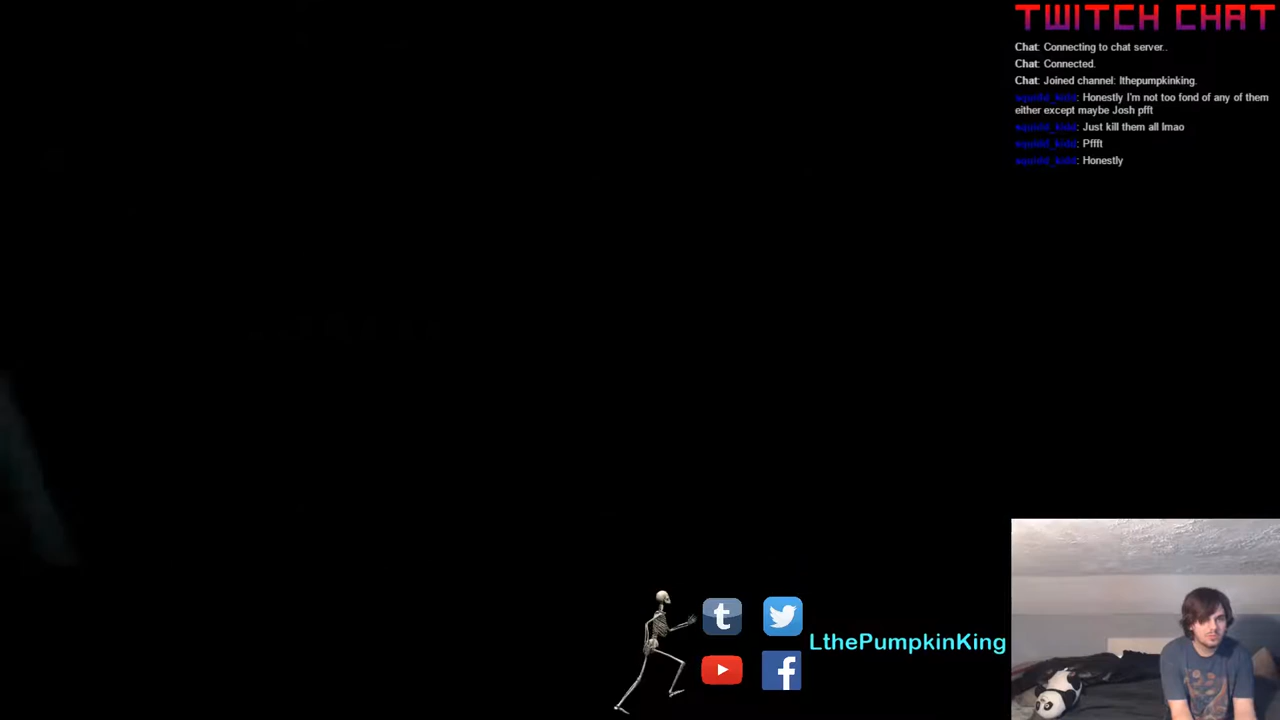 TWITCH CHAT
Chat: Connecting to chat server..
Chat: Connected.
Chat: Joined channel: lthepumpkinking.
: Honestly I'm not too fond of any of them
either except maybe Josh pfft
: Just kill them all lmao
: Pffft
: Honestly
t
LthePumpkinKing
f